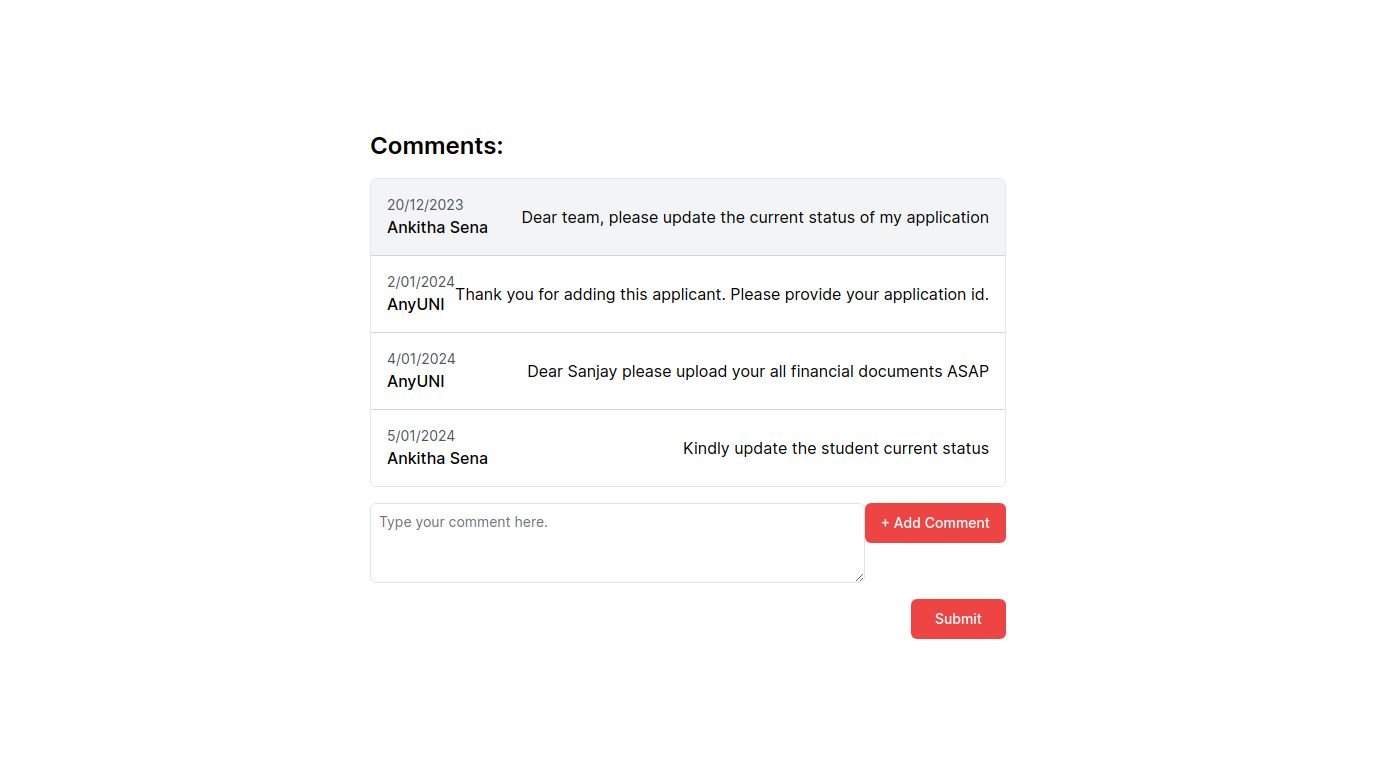 Comments:
20/12/2023
Ankitha Sena
Dear team, please update the current status of my application
2/01/2024
AnyUNI
Thank you for adding this applicant. Please provide your application id.
4/01/2024
AnyUNI
Dear Sanjay please upload your all financial documents ASAP
5/01/2024
Ankitha Sena
Kindly update the student current status
Type your comment here.
+ Add Comment
Submit